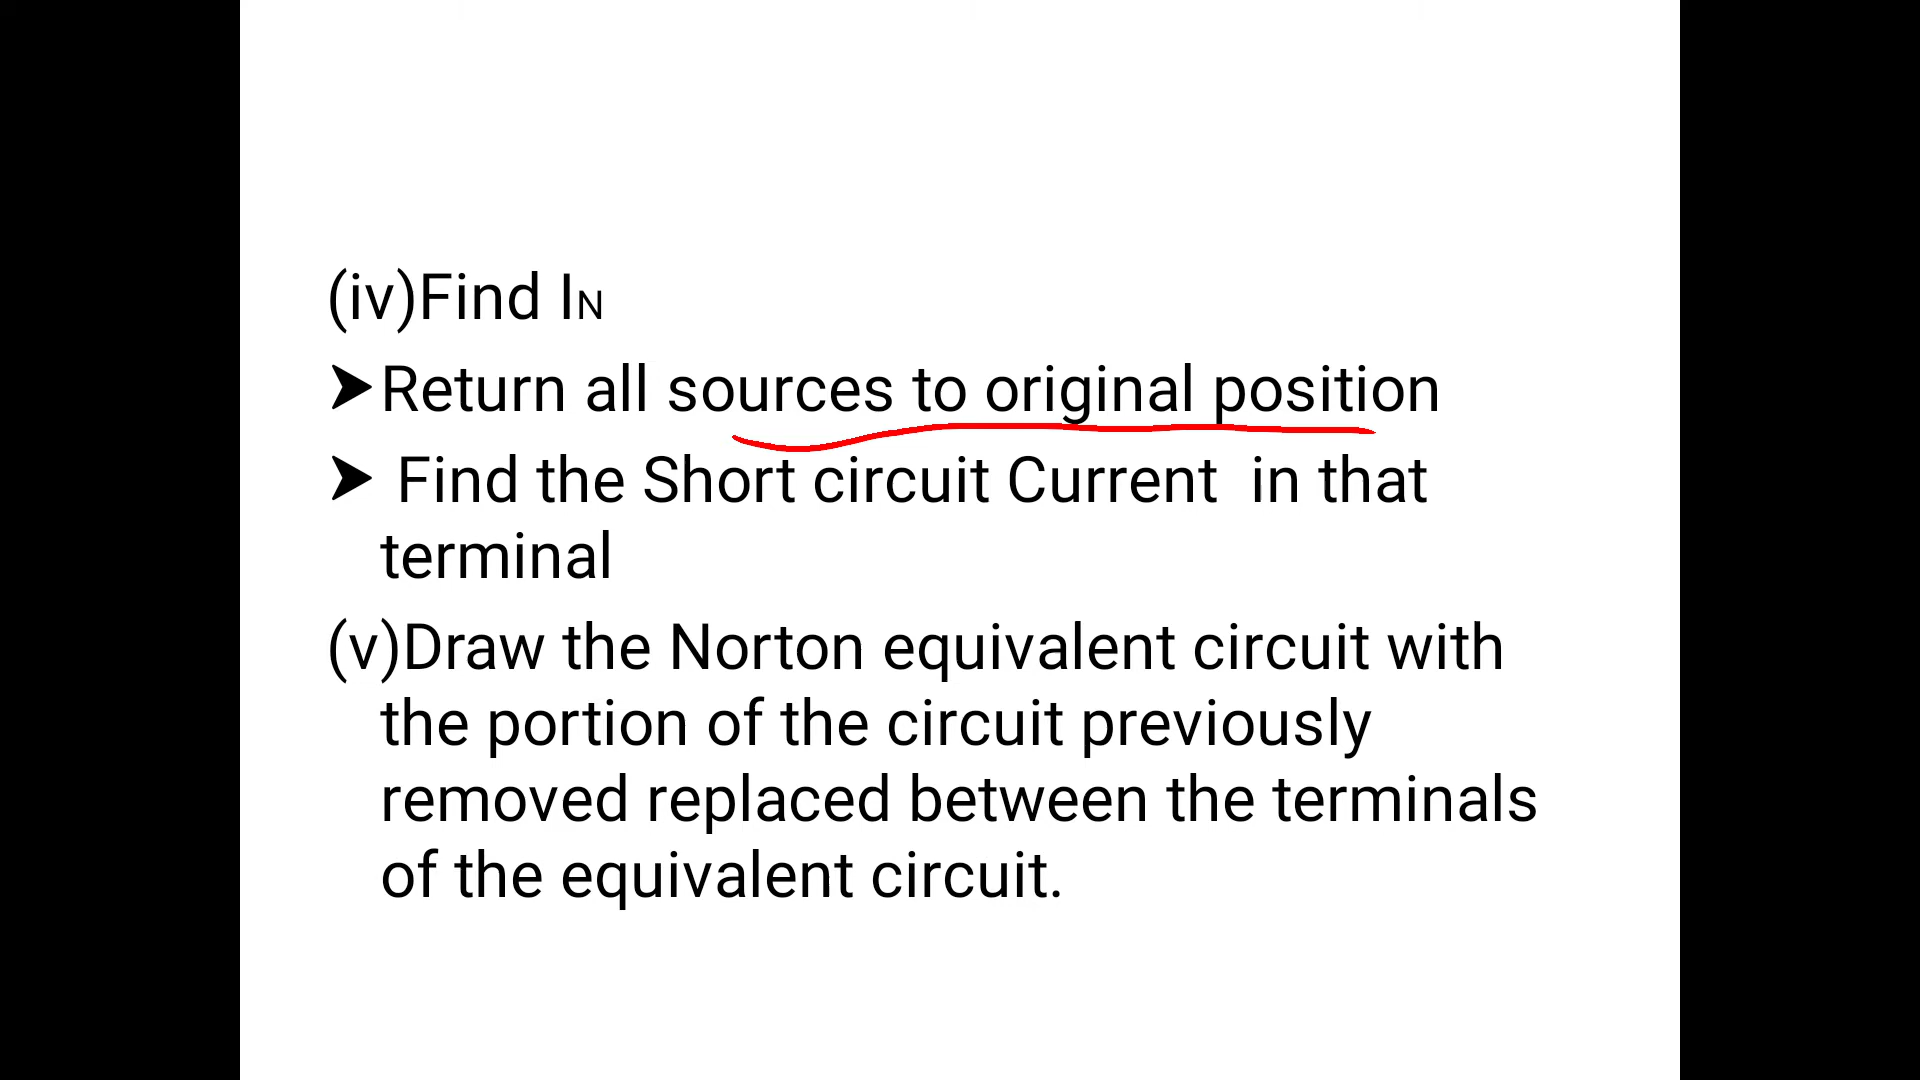 (iv)Find IN
➤Return all sources to original position
➤ Find the Short circuit Current  in that
terminal
(v)Draw the Norton equivalent circuit with
the portion of the circuit previously
removed replaced between the terminals
of the equivalent circuit.